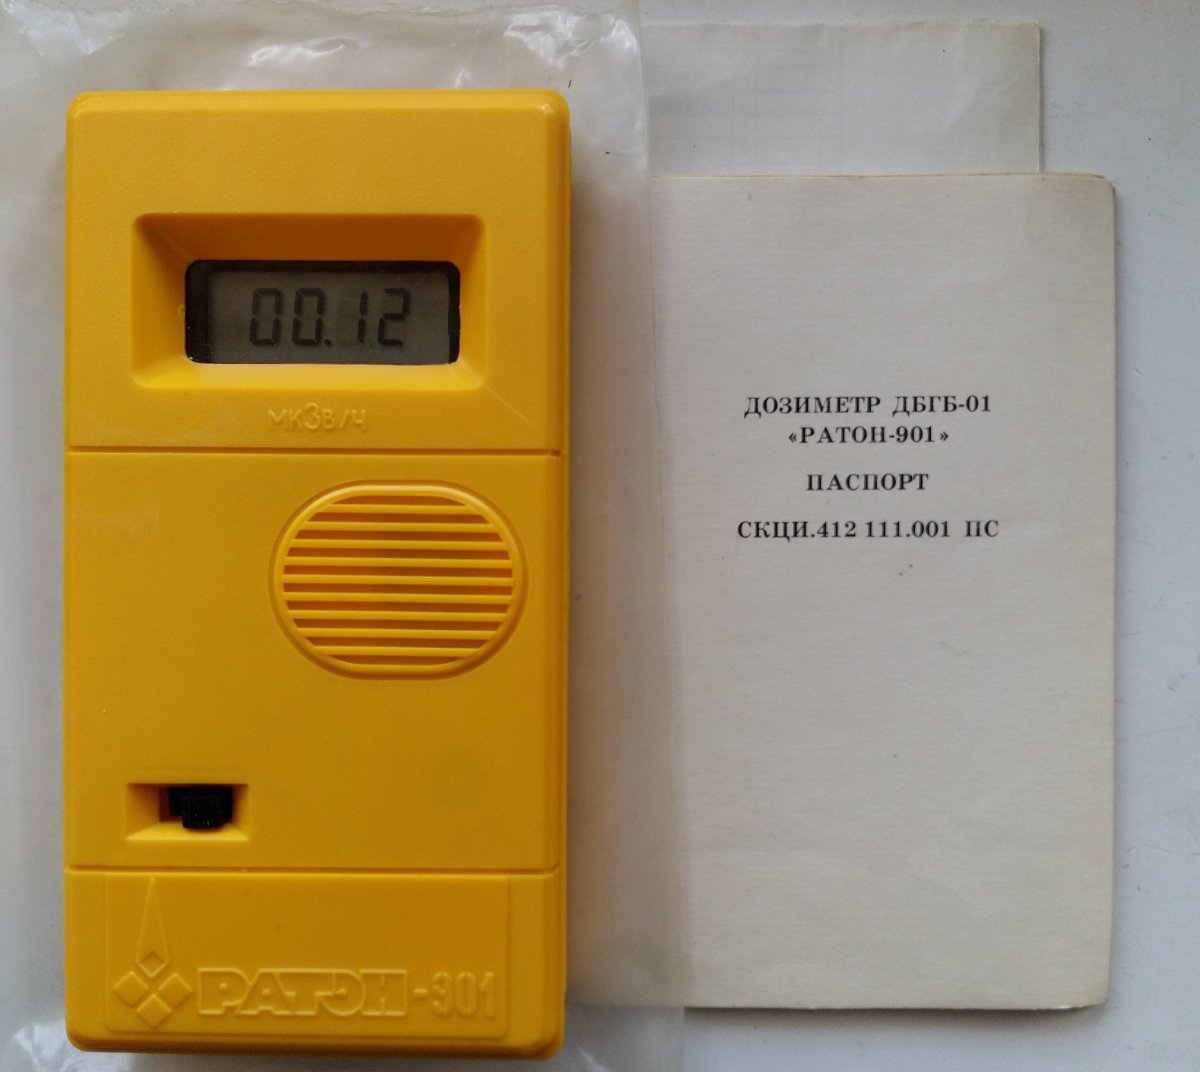 00.12
мкЗв/ч
РАТОН-901
ДОЗИМЕТР ДБГБ-01
«РАТОН-901»
ПАСПОРТ
СКЦИ.412 111.001 ПС